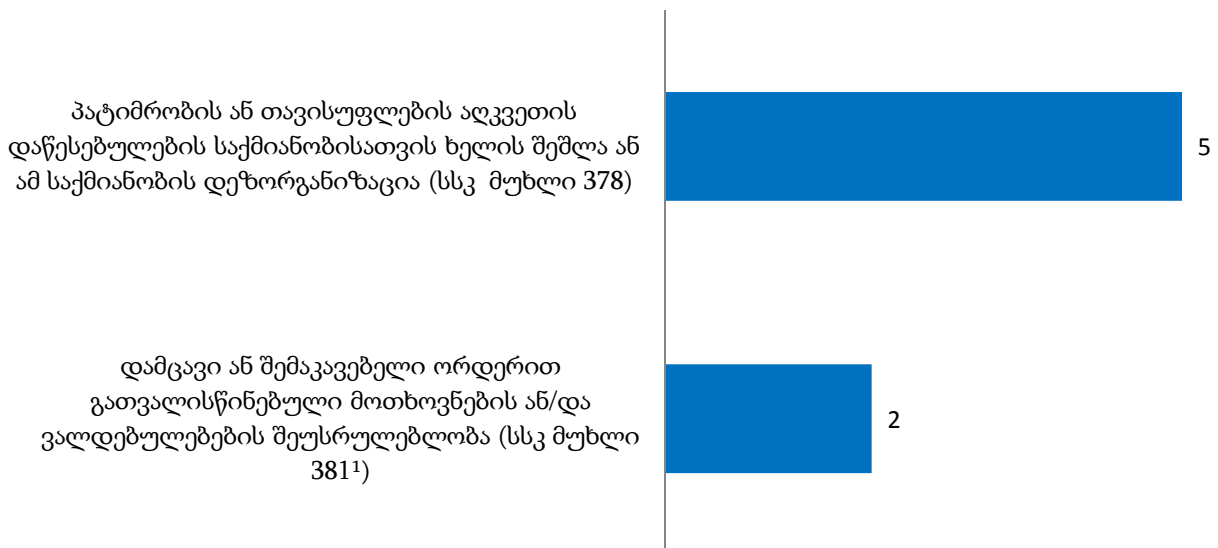 პატიმრობის ან თავისუფლების აღკვეთის
დაწესებულების საქმიანობისათვის ხელის შეშლა ან
ამ საქმიანობის დეზორგანიზაცია (სსკ მუხლი 378)
5
დამცავი ან შემაკავებელი ორდერით
გათვალისწინებული მოთხოვნების ან/და
ვალდებულებების შეუსრულებლობა (სსკ მუხლი
381¹)
2